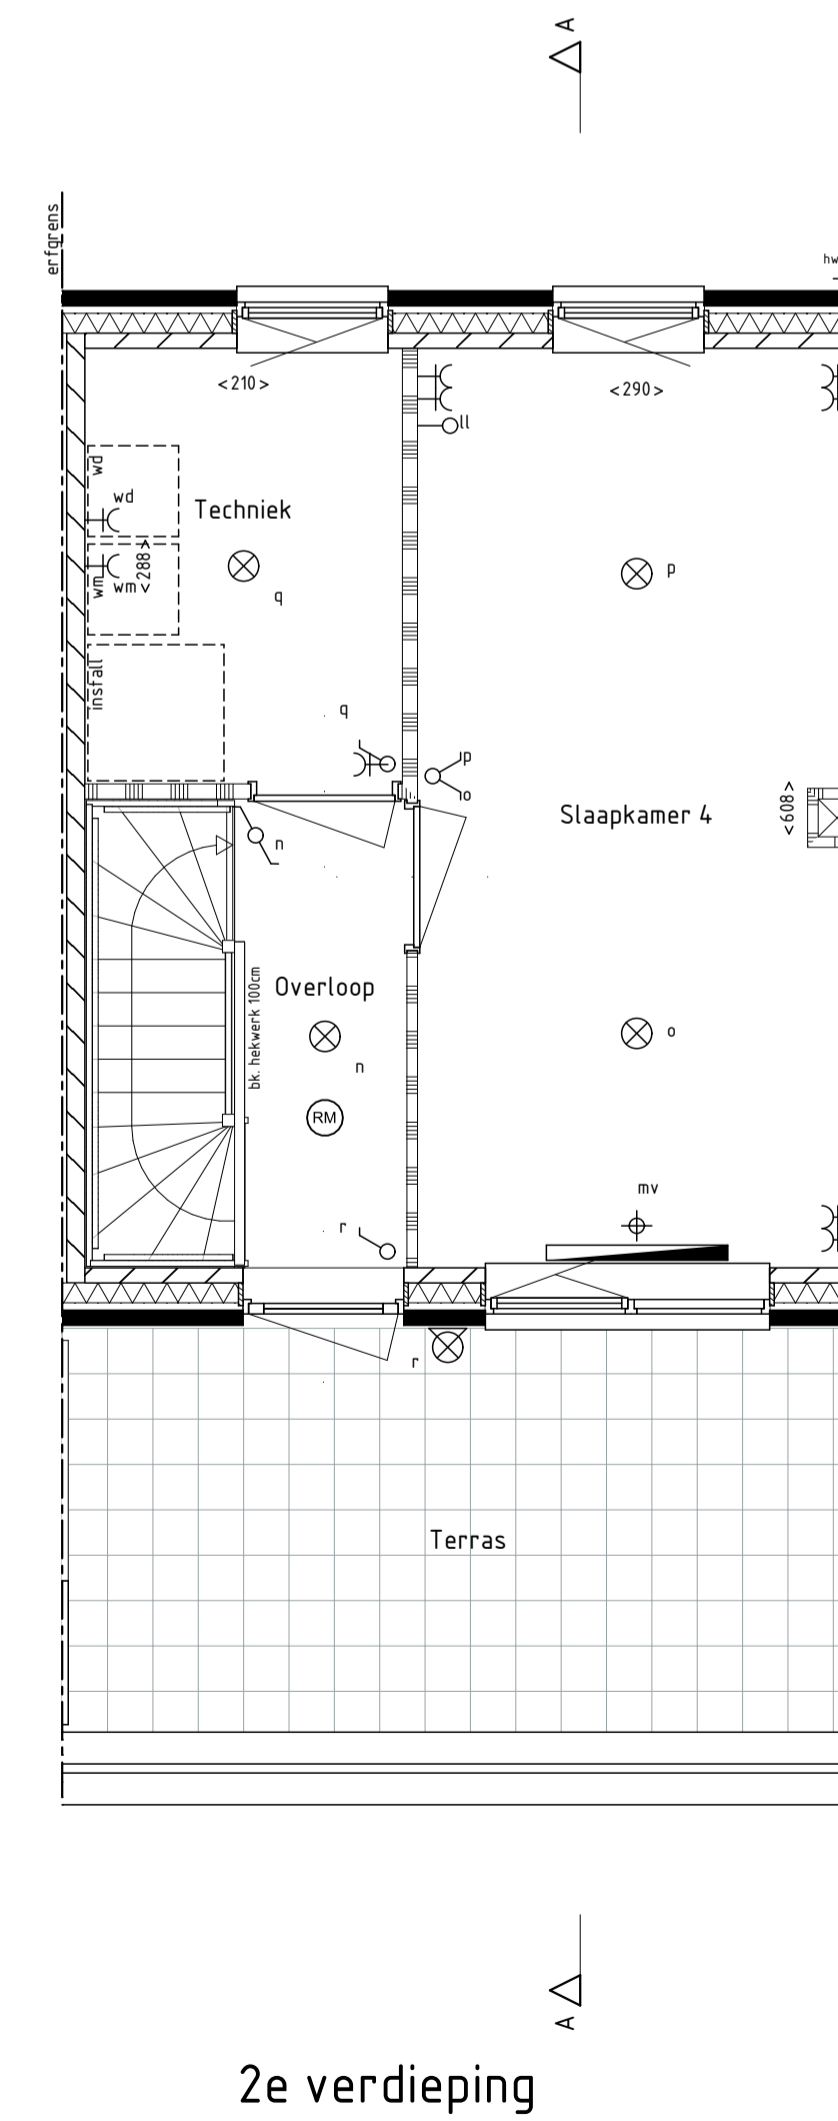 A
erfgrens
hw
<210>
<290>
ll
wd
wd
Techniek
wm
wm
<288>
q
p
install
q
p
o
Slaapkamer 4
<608>
n
Overloop
bk. hekwerk 100cm
o
n
RM
mv
r
r
Terras
A
2e verdieping